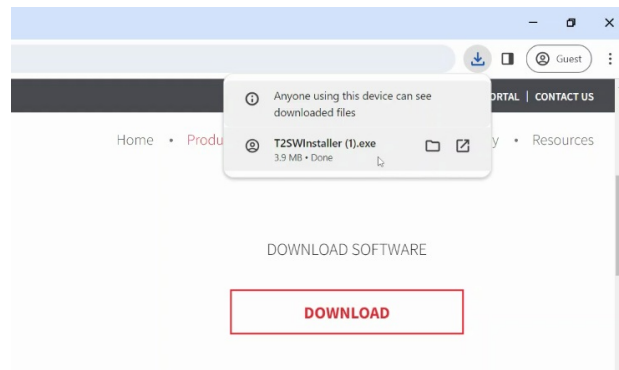 Guest
Anyone using this device can see
downloaded files
T2SWInstaller (1).exe
3.9 MB • Done
ORTAL | CONTACT US
Home • Produ
y • Resources
DOWNLOAD SOFTWARE
DOWNLOAD